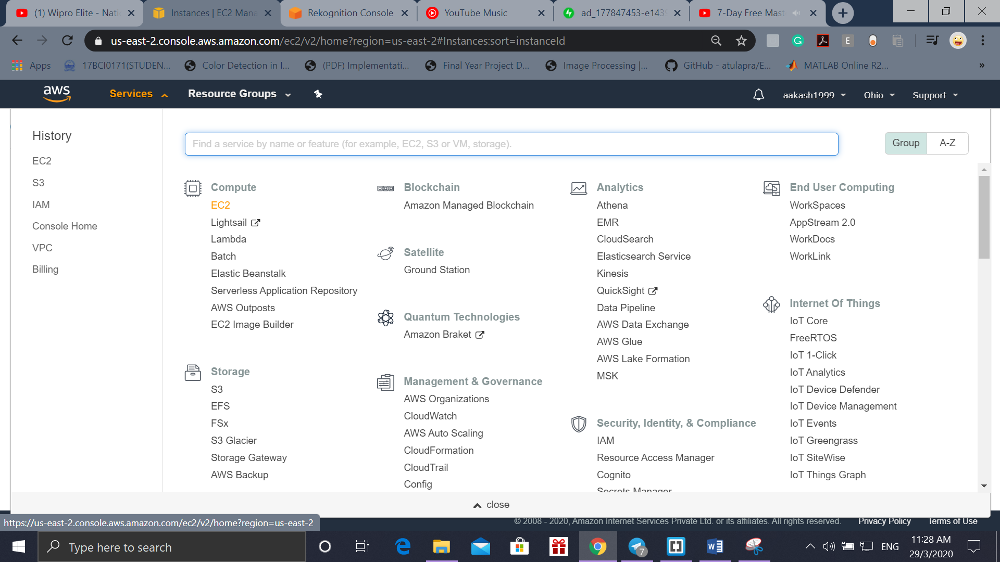 (1) Wipro Elite - Nati
Instances | EC2 Mana
Rekognition Console
YouTube Music
ad_177847453-e143
7-Day Free Mast
us-east-2.console.aws.amazon.com/ec2/v2/home?region=us-east-2#Instances:sort=instanceId
E
Apps
17BCI0171(STUDEN...
Color Detection in I...
(PDF) Implementati...
Final Year Project D...
Image Processing |...
GitHub - atulapra/E...
MATLAB Online R2...
»
aws
Services
Resource Groups
aakash1999
Ohio
Support
History
EC2
S3
IAM
Console Home
VPC
Billing
Find a service by name or feature (for example, EC2, S3 or VM, storage).
Group
A-Z
Compute
EC2
Lightsail
Lambda
Batch
Elastic Beanstalk
Serverless Application Repository
AWS Outposts
EC2 Image Builder
Storage
S3
EFS
FSx
S3 Glacier
Storage Gateway
AWS Backup
Blockchain
Amazon Managed Blockchain
Satellite
Ground Station
Quantum Technologies
Amazon Braket
Management & Governance
AWS Organizations
CloudWatch
AWS Auto Scaling
CloudFormation
CloudTrail
Config
Analytics
Athena
EMR
CloudSearch
Elasticsearch Service
Kinesis
QuickSight
Data Pipeline
AWS Data Exchange
AWS Glue
AWS Lake Formation
MSK
Security, Identity, & Compliance
IAM
Resource Access Manager
Cognito
Secrets Manager
End User Computing
WorkSpaces
AppStream 2.0
WorkDocs
WorkLink
Internet Of Things
IoT Core
FreeRTOS
IoT 1-Click
IoT Analytics
IoT Device Defender
IoT Device Management
IoT Events
IoT Greengrass
IoT SiteWise
IoT Things Graph
close
https://us-east-2.console.aws.amazon.com/ec2/v2/home?region=us-east-2
© 2008 - 2020, Amazon Internet Services Private Ltd. or its affiliates. All rights reserved.
Privacy Policy
Terms of Use
Type here to search
7
ENG
11:28 AM
29/3/2020